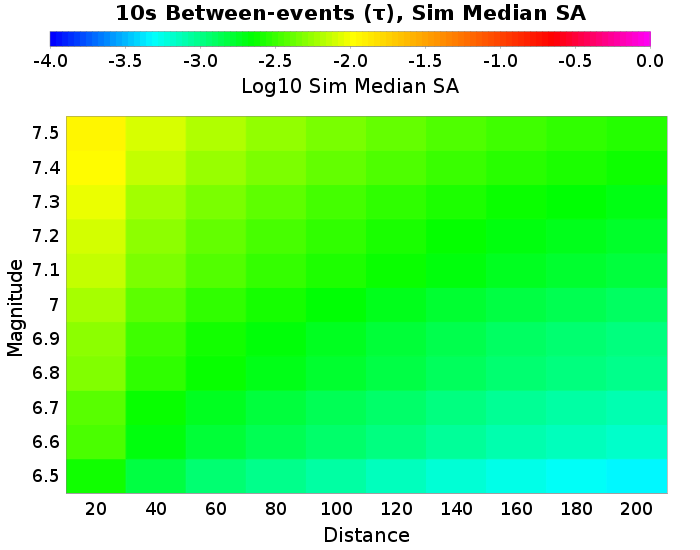 10s Between-events (τ), Sim Median SA
-4.0 -3.5 -3.0 -2.5 -2.0 -1.5 -1.0 -0.5 0.0
Log10 Sim Median SA
7.5
7.4
7.3
7.2
7.1
7
6.9
6.8
6.7
6.6
6.5
Magnitude
20 40 60 80 100 120 140 160 180 200
Distance